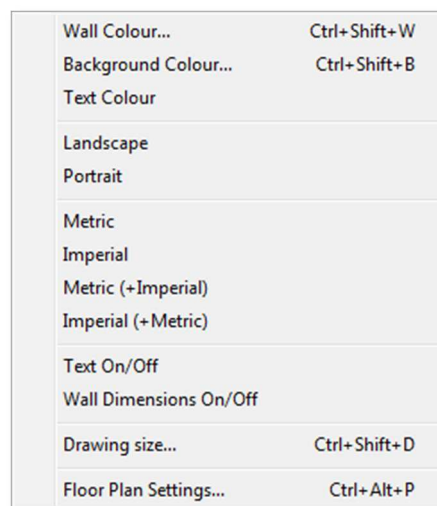 Wall Colour... Ctrl+Shift+W
Background Colour... Ctrl+Shift+B
Text Colour
Landscape
Portrait
Metric
Imperial
Metric (+Imperial)
Imperial (+Metric)
Text On/Off
Wall Dimensions On/Off
Drawing size... Ctrl+Shift+D
Floor Plan Settings... Ctrl+Alt+P